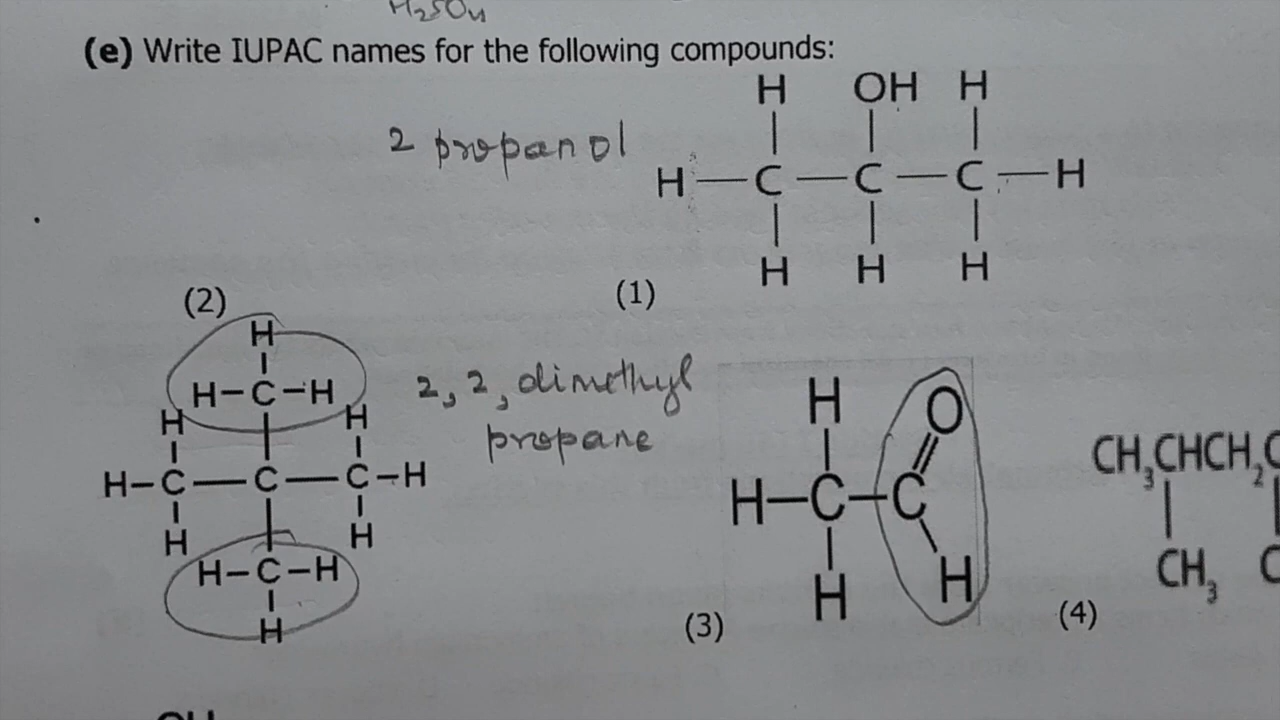 H₂SO₄
(e) Write IUPAC names for the following compounds:
H OH H
2 propanol
H—C—C—C—H
H H H
(1)
(2)
H
H-C-H
H H
H-C—C—C-H
H H
H-C-H
H
2, 2, dimethyl
propane
H O
H-C-C
H H
(3)
CH₃CHCH₂C
CH₃ C
(4)
OH